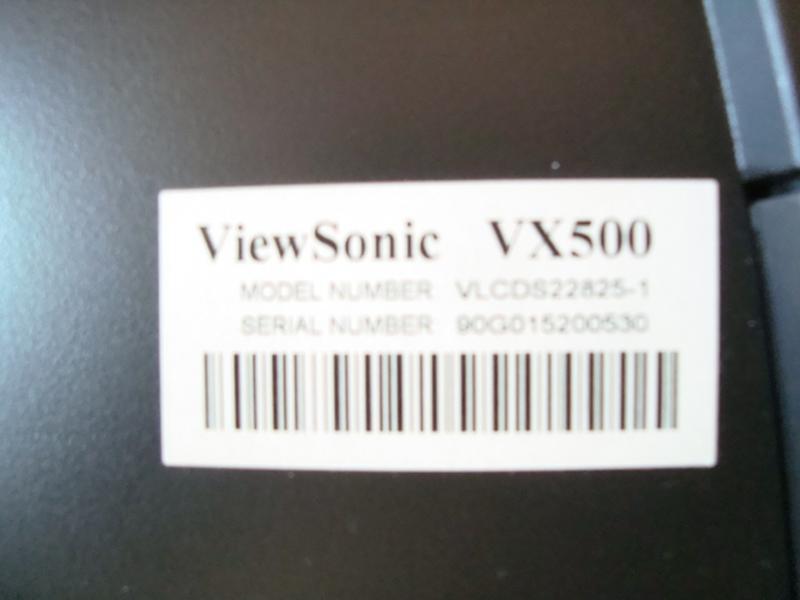 ViewSonic VX500
MODEL NUMBER: VLCDS22825-1
SERIAL NUMBER: 90G015200530